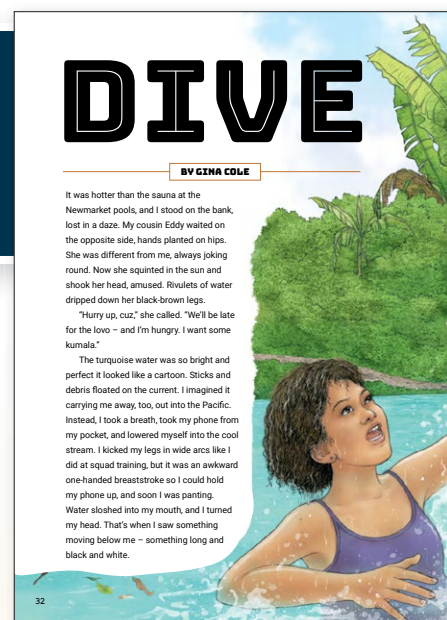 DIVE
BY GINA COLE
It was hotter than the sauna at the
Newmarket pools, and I stood on the bank,
lost in a daze. My cousin Eddy waited on
the opposite side, hands planted on hips.
She was different from me, always joking
round. Now she squinted in the sun and
shook her head, amused. Rivulets of water
dripped down her black-brown legs.
“Hurry up, cuz,” she called. “We’ll be late
for the lovo – and I’m hungry. I want some
kumala.”
The turquoise water was so bright and
perfect it looked like a cartoon. Sticks and
debris floated on the current. I imagined it
carrying me away, too, out into the Pacific.
Instead, I took a breath, took my phone from
my pocket, and lowered myself into the cool
stream. I kicked my legs in wide arcs like I
did at squad training, but it was an awkward
one-handed breaststroke so I could hold
my phone up, and soon I was panting.
Water sloshed into my mouth, and I turned
my head. That’s when I saw something
moving below me – something long and
black and white.
32